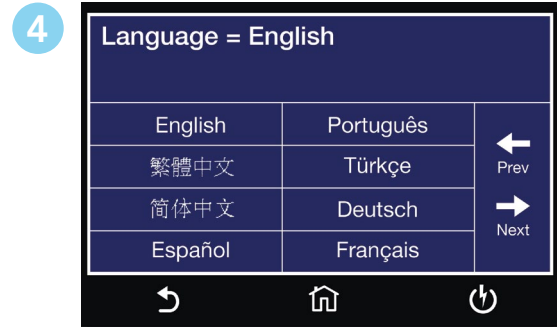 4
Language = English
English
Português
繁體中文
Türkçe
简体中文
Deutsch
Español
Français
Prev
Next